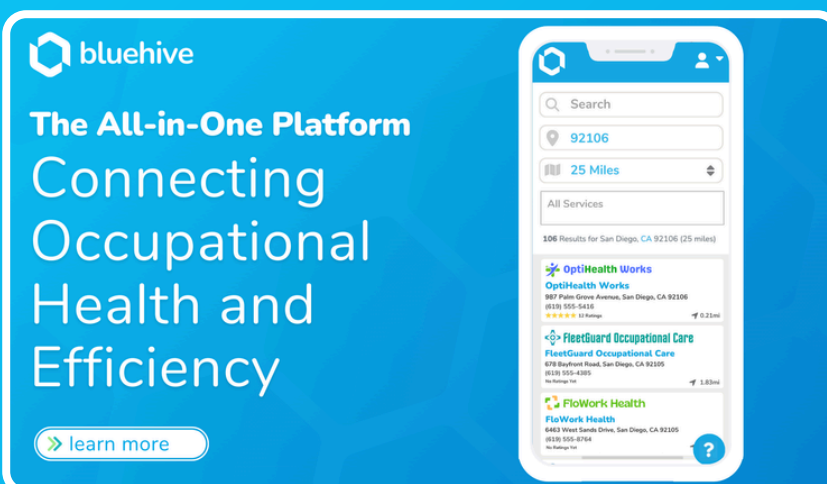 bluehive
The All-in-One Platform
Connecting
Occupational
Health and
Efficiency
learn more
Search
92106
25 Miles
All Services
106 Results for San Diego, CA 92106 (25 miles)
OptiHealth Works
OptiHealth Works
987 Palm Grove Avenue, San Diego, CA 92106
(619) 555-5416
12 Ratings
0.21mi
FleetGuard Occupational Care
FleetGuard Occupational Care
678 Bayfront Road, San Diego, CA 92105
(619) 555-4385
No Ratings Yet
1.83mi
FloWork Health
FloWork Health
6463 West Sands Drive, San Diego, CA 92105
(619) 555-8764
No Ratings Yet
?